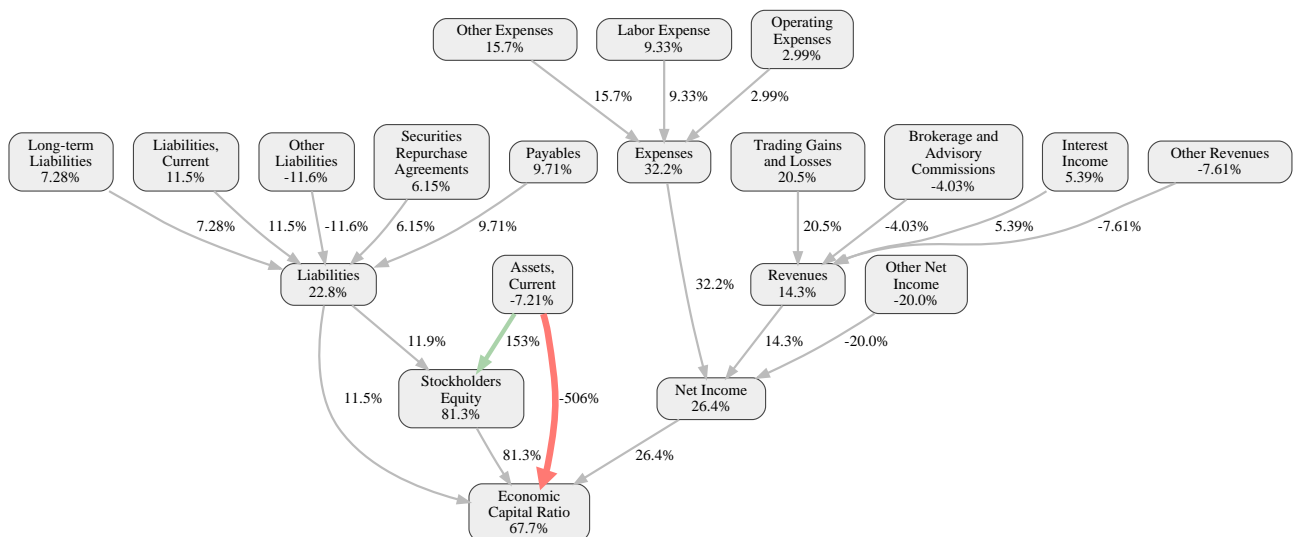 Other Expenses
15.7%
Labor Expense
9.33%
Operating
Expenses
2.99%
15.7%
9.33%
2.99%
Long-term
Liabilities
7.28%
Liabilities,
Current
11.5%
Other
Liabilities
-11.6%
Securities
Repurchase
Agreements
6.15%
Payables
9.71%
Expenses
32.2%
Trading Gains
and Losses
20.5%
Brokerage and
Advisory
Commissions
-4.03%
Interest
Income
5.39%
Other Revenues
-7.61%
7.28%
11.5%
-11.6%
6.15%
9.71%
20.5%
-4.03%
5.39%
-7.61%
Liabilities
22.8%
Assets,
Current
-7.21%
32.2%
Revenues
14.3%
Other Net
Income
-20.0%
11.9%
153%
14.3%
-20.0%
11.5%
Stockholders
Equity
81.3%
-506%
Net Income
26.4%
81.3%
26.4%
Economic
Capital Ratio
67.7%